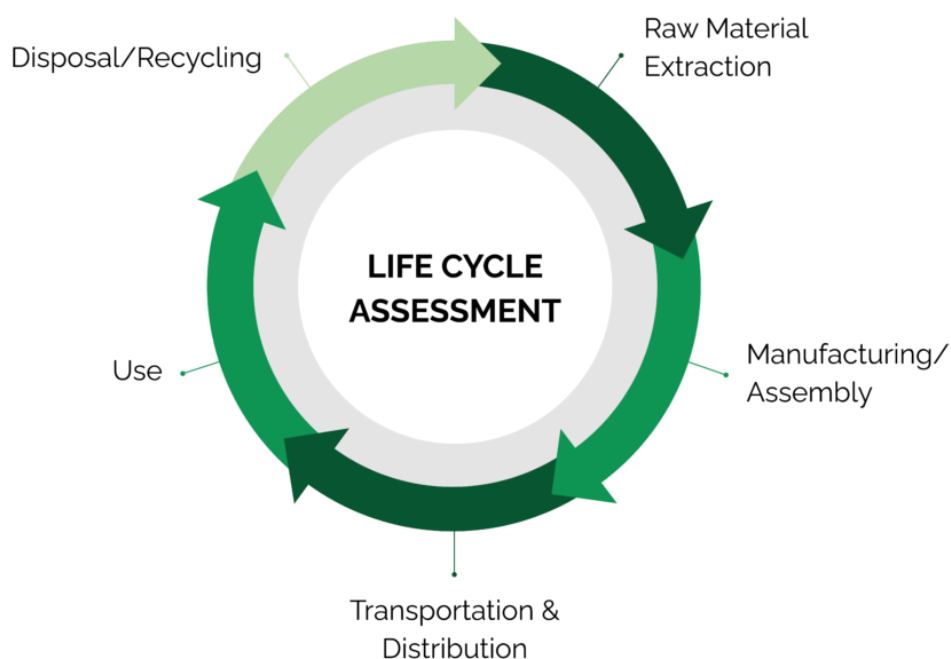 Disposal/Recycling
Raw Material
Extraction
LIFE CYCLE
ASSESSMENT
Use
Manufacturing/
Assembly
Transportation &
Distribution